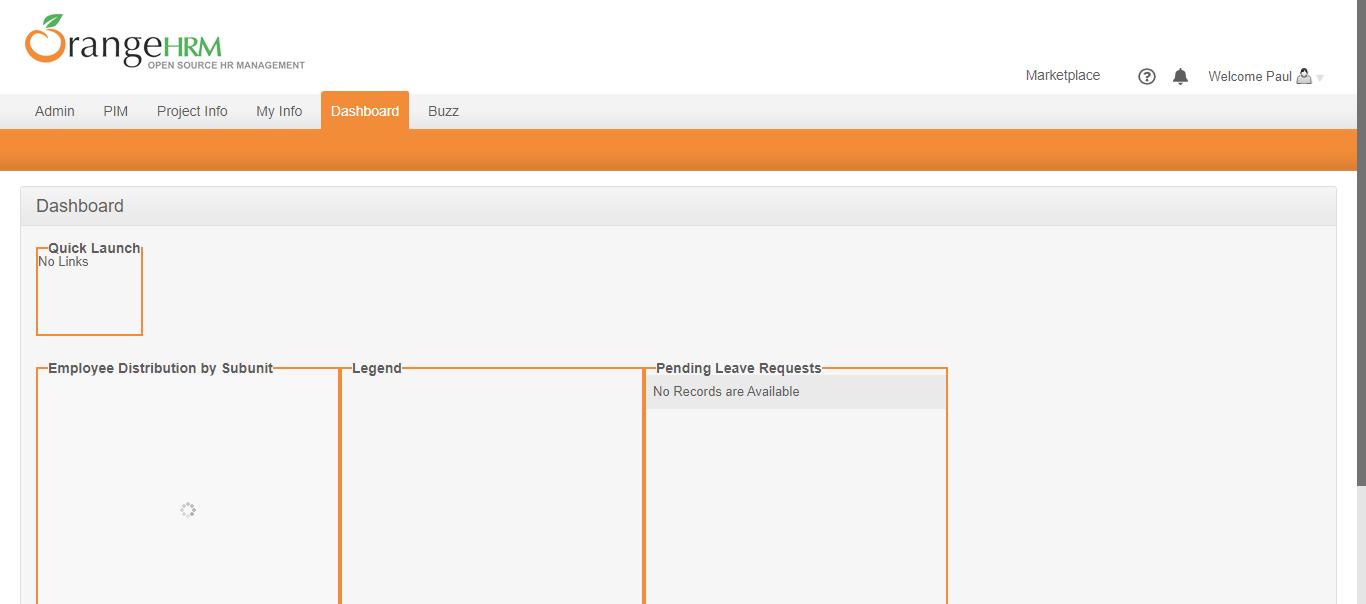 OrangeHRM
OPEN SOURCE HR MANAGEMENT
Marketplace ? Welcome Paul
Admin PIM Project Info My Info Dashboard Buzz
Dashboard
Quick Launch
No Links
Employee Distribution by Subunit Legend Pending Leave Requests
No Records are Available